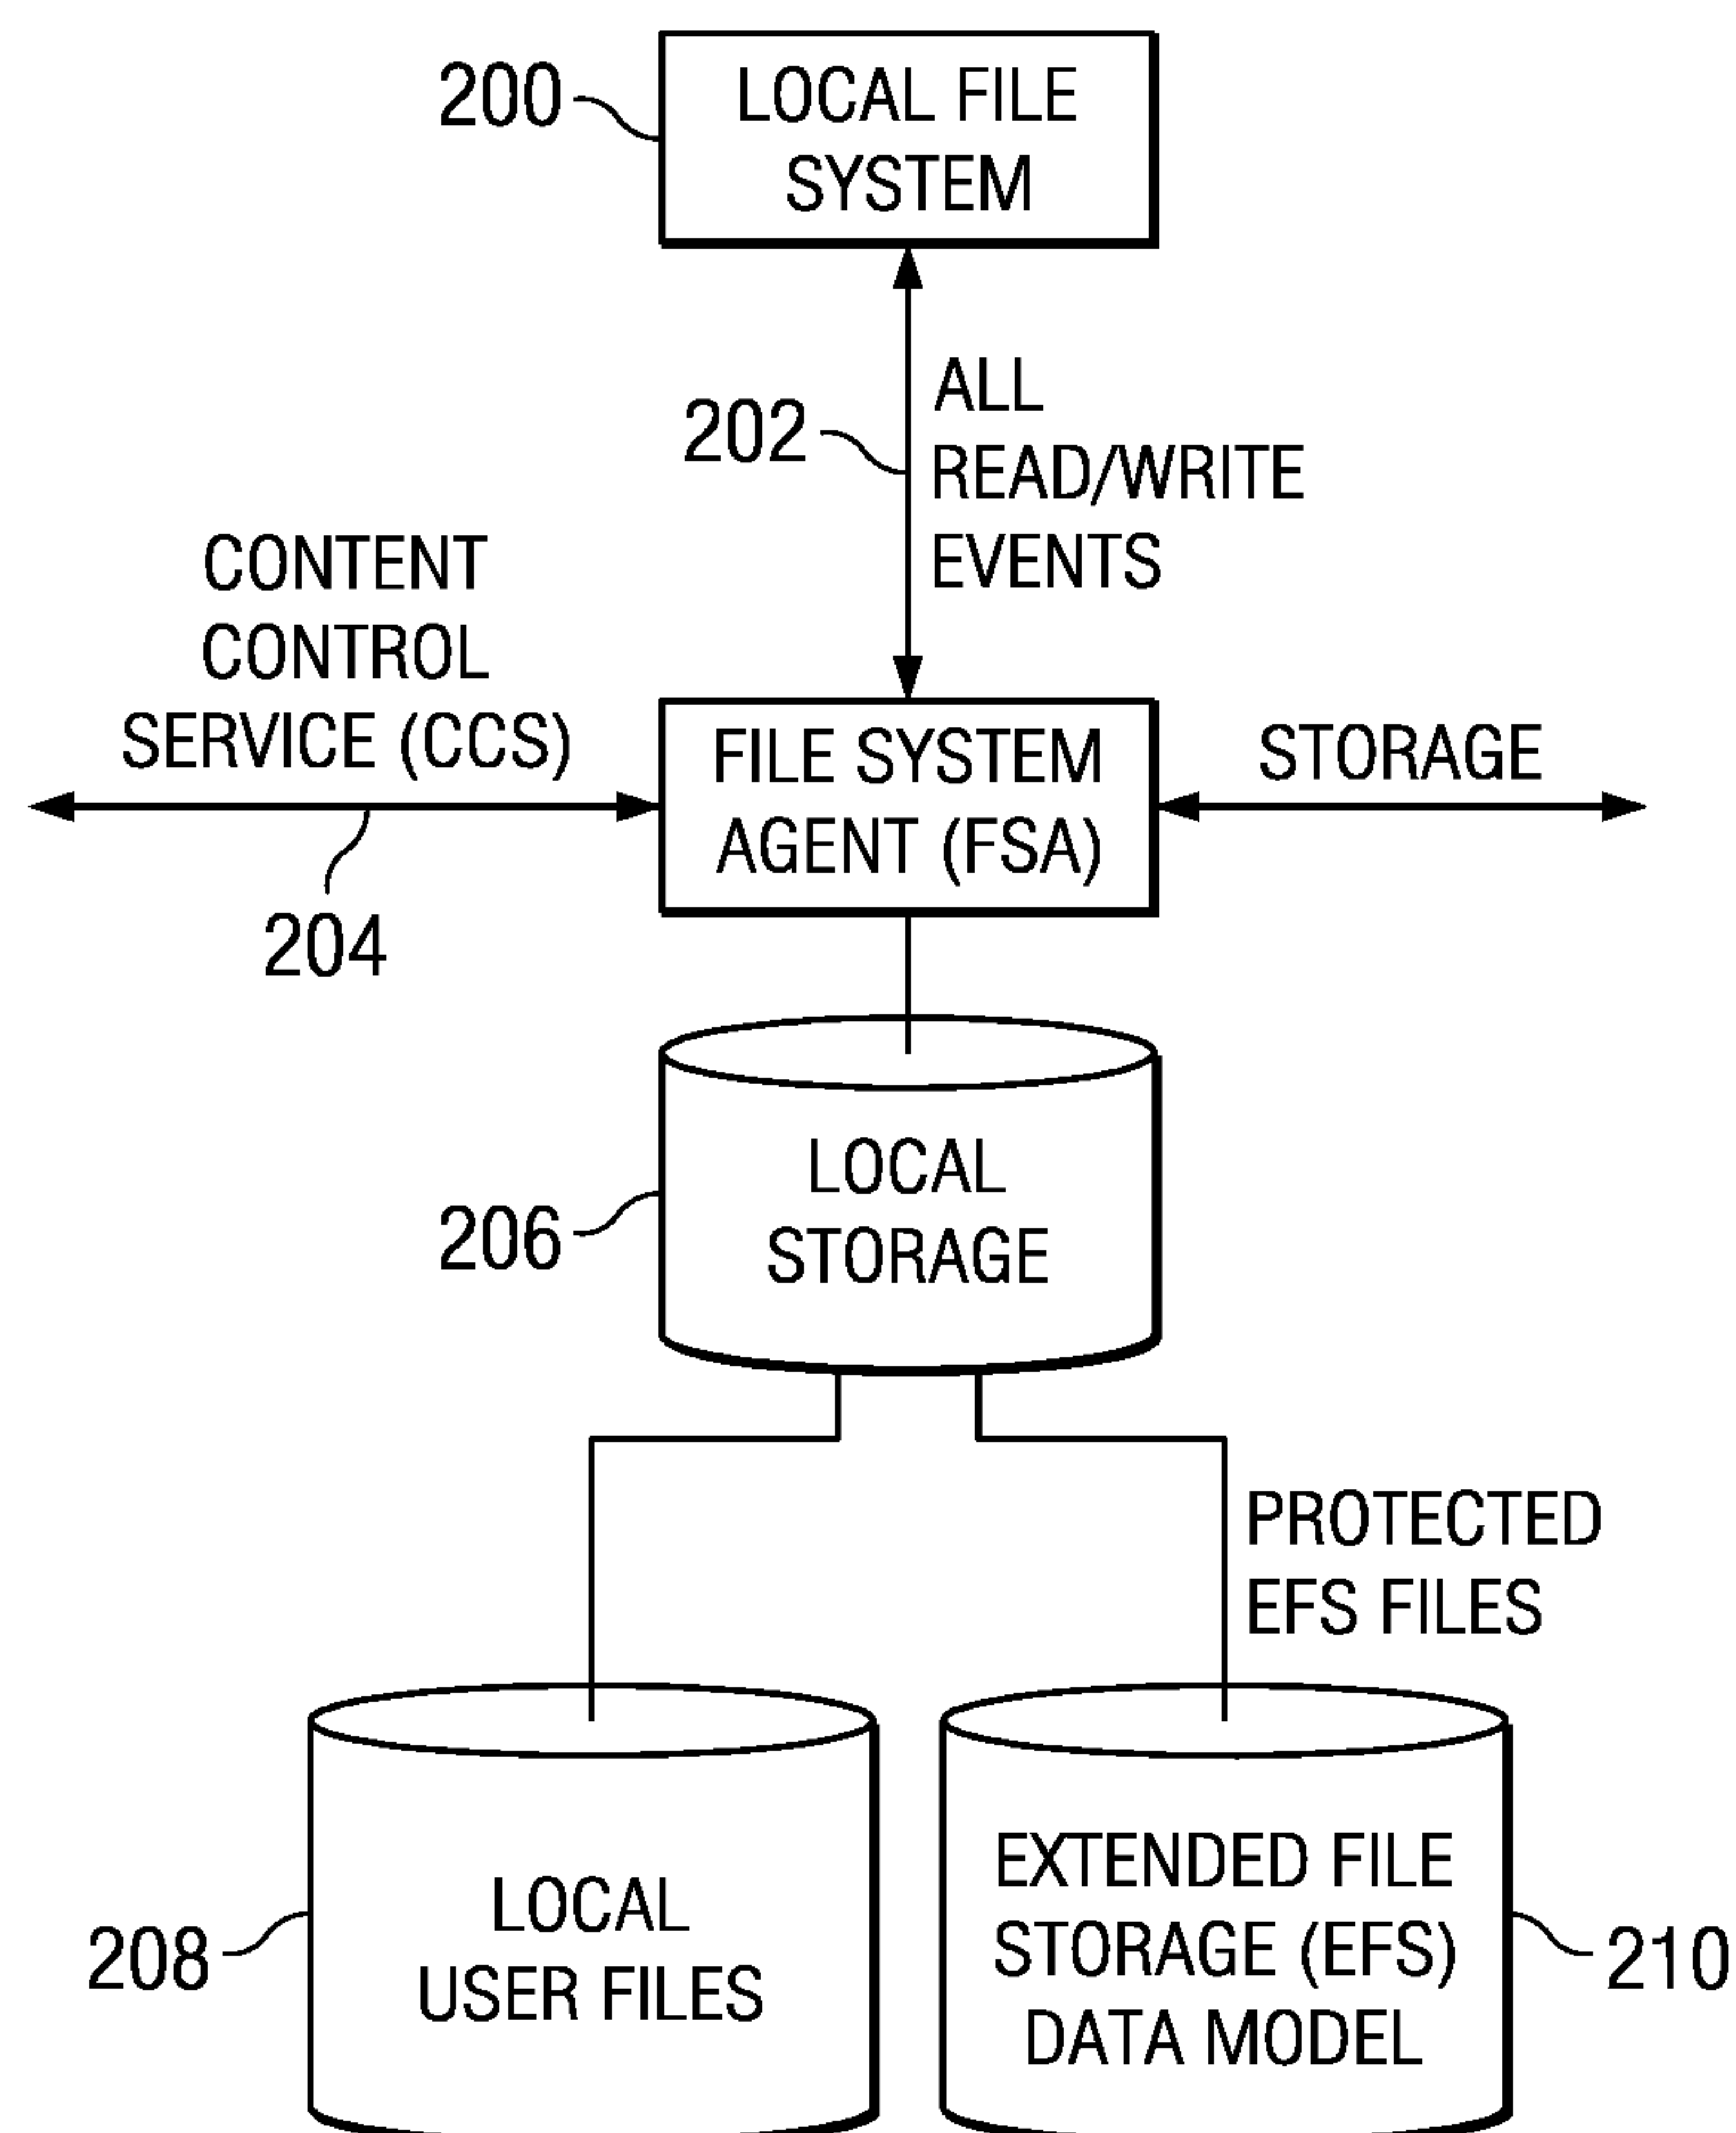 200
LOCAL FILE
SYSTEM
202
ALL
READ/WRITE
EVENTS
CONTENT
CONTROL
SERVICE (CCS)
204
FILE SYSTEM
AGENT (FSA)
STORAGE
206
LOCAL
STORAGE
PROTECTED
EFS FILES
208
LOCAL
USER FILES
EXTENDED FILE
STORAGE (EFS)
DATA MODEL
210